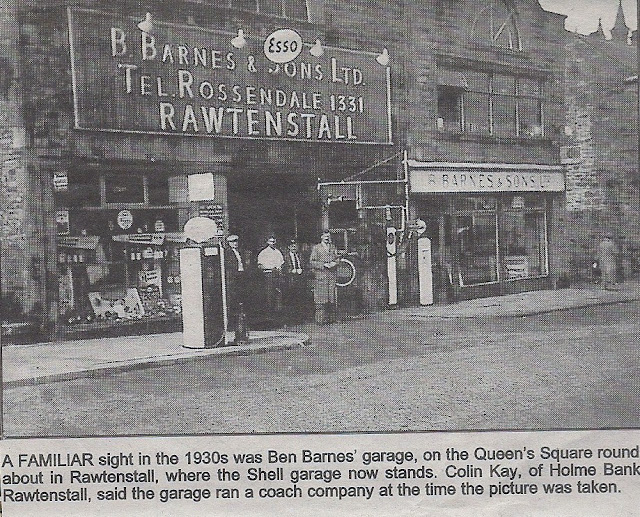 B. BARNES & SONS LTD.
ESSO
TEL. ROSSENDALE 1331
RAWTENSTALL
B. BARNES & SONS LTD
A FAMILIAR sight in the 1930s was Ben Barnes' garage, on the Queen's Square round
about in Rawtenstall, where the Shell garage now stands. Colin Kay, of Holme Bank
Rawtenstall, said the garage ran a coach company at the time the picture was taken.